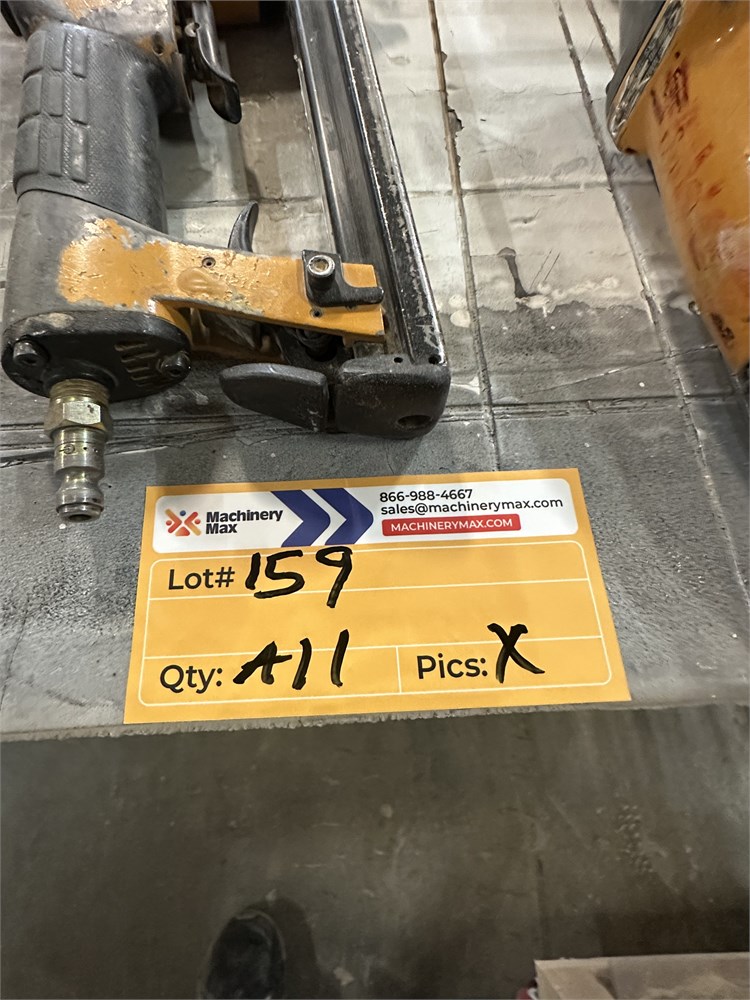 Machinery
Max
866-988-4667
sales@machinerymax.com
MACHINERYMAX.COM
Lot# 159
Qty: All
Pics: X